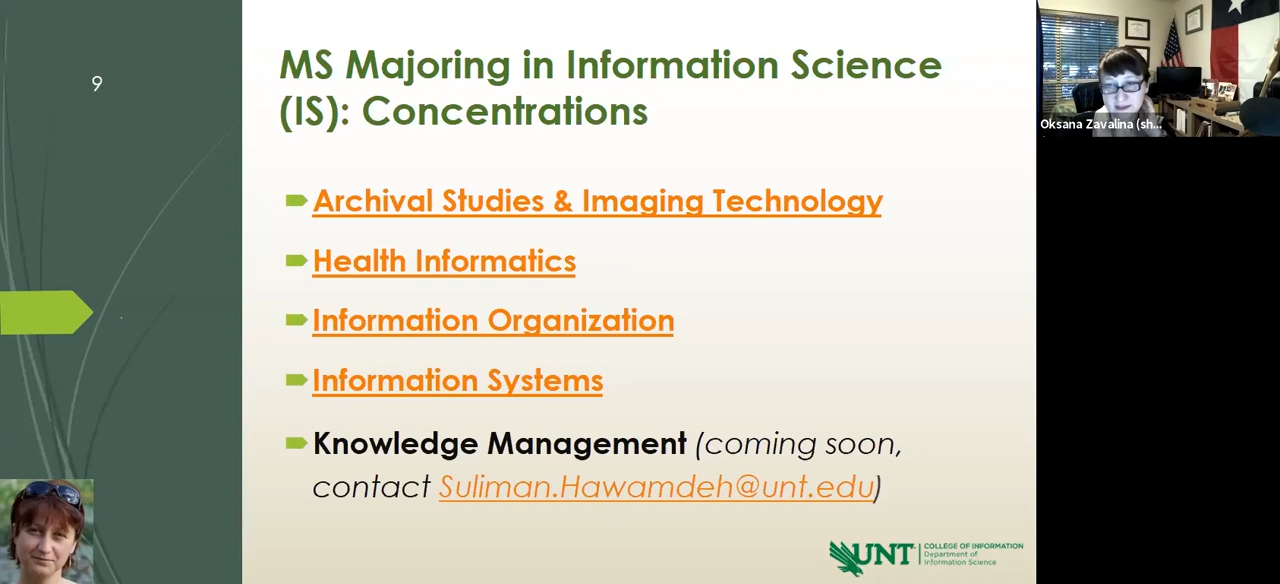 9
MS Majoring in Information Science
(IS): Concentrations
Archival Studies & Imaging Technology
Health Informatics
Information Organization
Information Systems
Knowledge Management (coming soon,
contact Suliman.Hawamdeh@unt.edu)
UNT
COLLEGE OF INFORMATION
Department of
Information Science
Oksana Zavalina (sh...